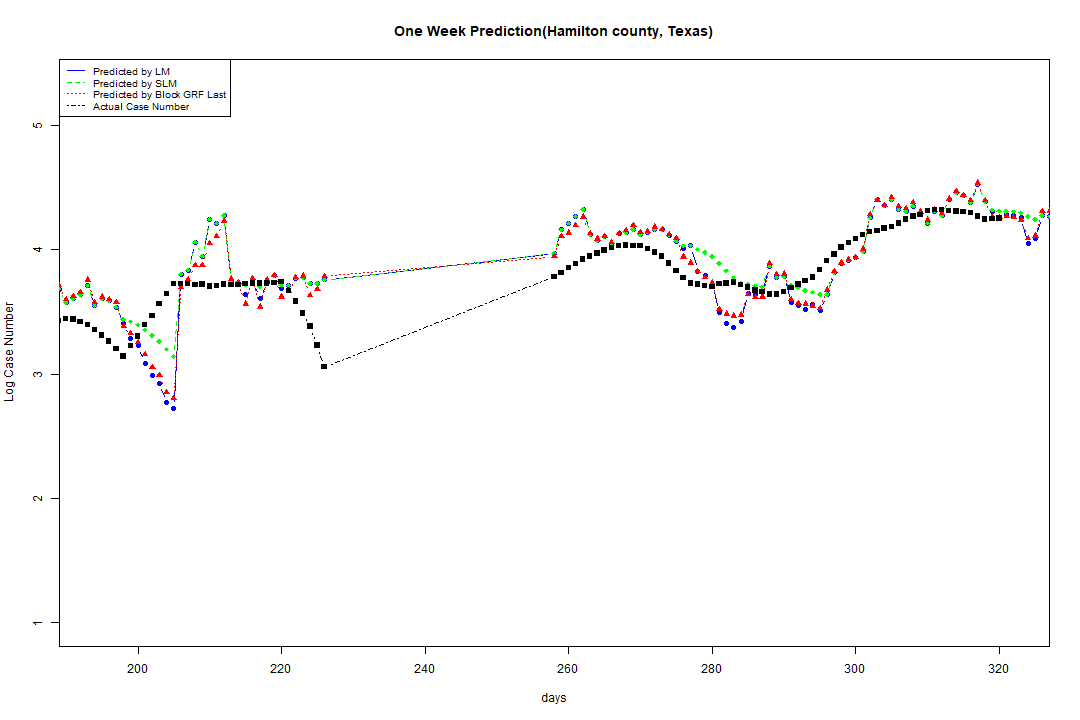 One Week Prediction(Hamilton county, Texas)
Predicted by LM
Predicted by SLM
Predicted by Block GRF Last
Actual Case Number
5
4
3
2
1
Log Case Number
200 220 240 260 280 300 320
days